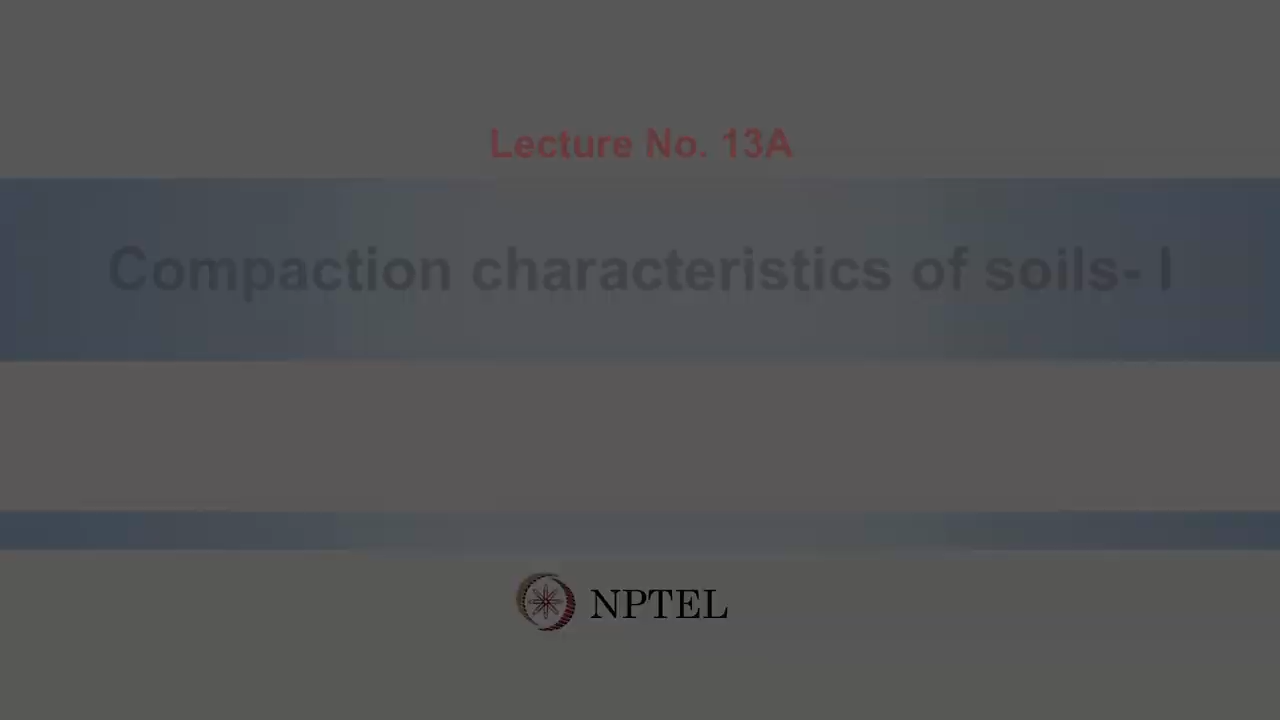 Lecture No. 13A
Compaction characteristics of soils- I
NPTEL